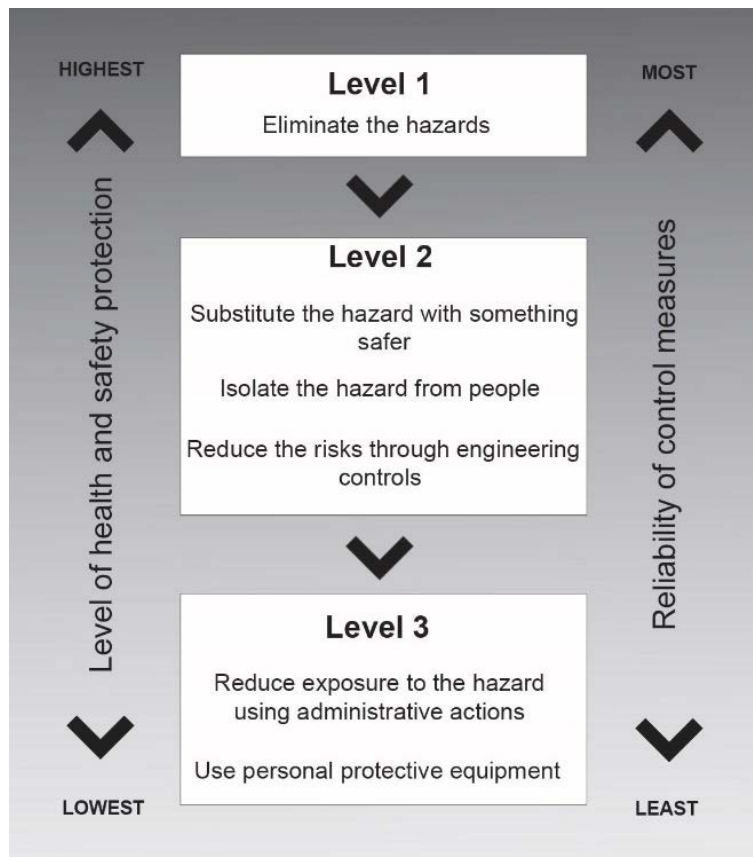 HIGHEST
MOST
Level 1
Eliminate the hazards
Level of health and safety protection
Reliability of control measures
Level 2
Substitute the hazard with something
safer
Isolate the hazard from people
Reduce the risks through engineering
controls
Level 3
Reduce exposure to the hazard
using administrative actions
Use personal protective equipment
LOWEST
LEAST